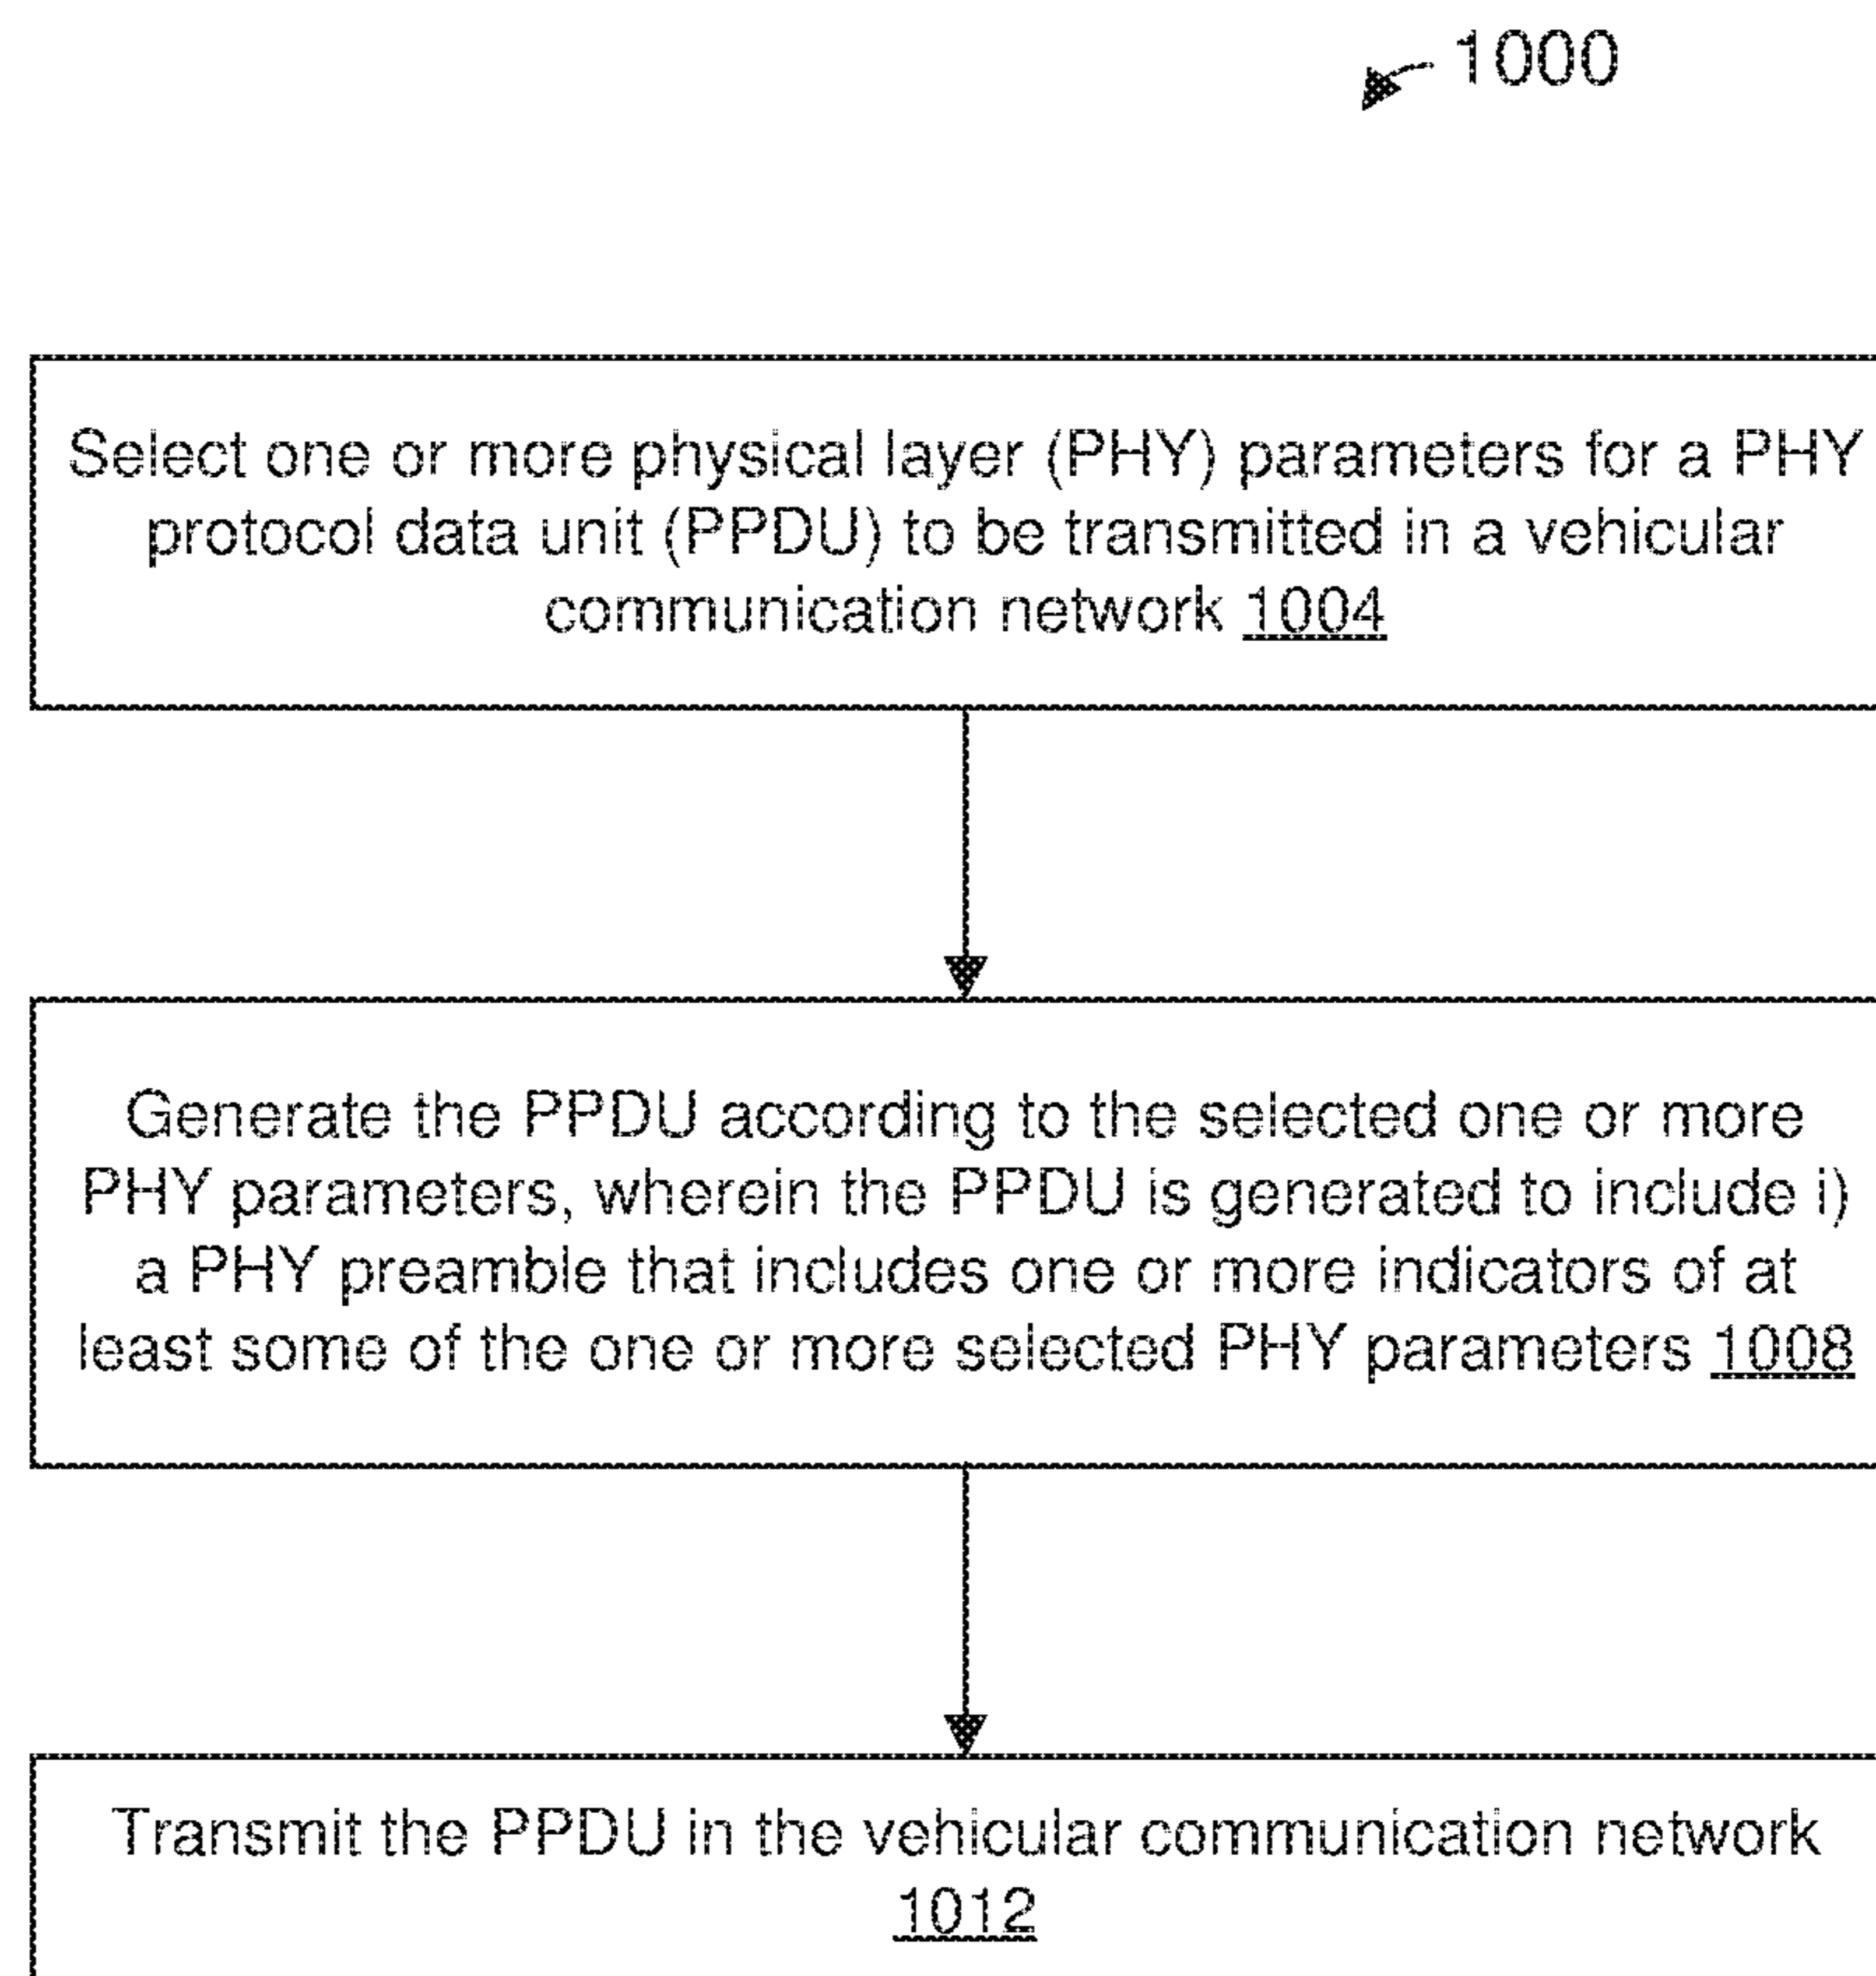 1000
Select one or more physical layer (PHY) parameters for a PHY
protocol data unit (PPDU) to be transmitted in a vehicular
communication network 1004
Generate the PPDU according to the selected one or more
PHY parameters, wherein the PPDU is generated to include i)
a PHY preamble that includes one or more indicators of at
least some of the one or more selected PHY parameters 1008
Transmit the PPDU in the vehicular communication network
1012